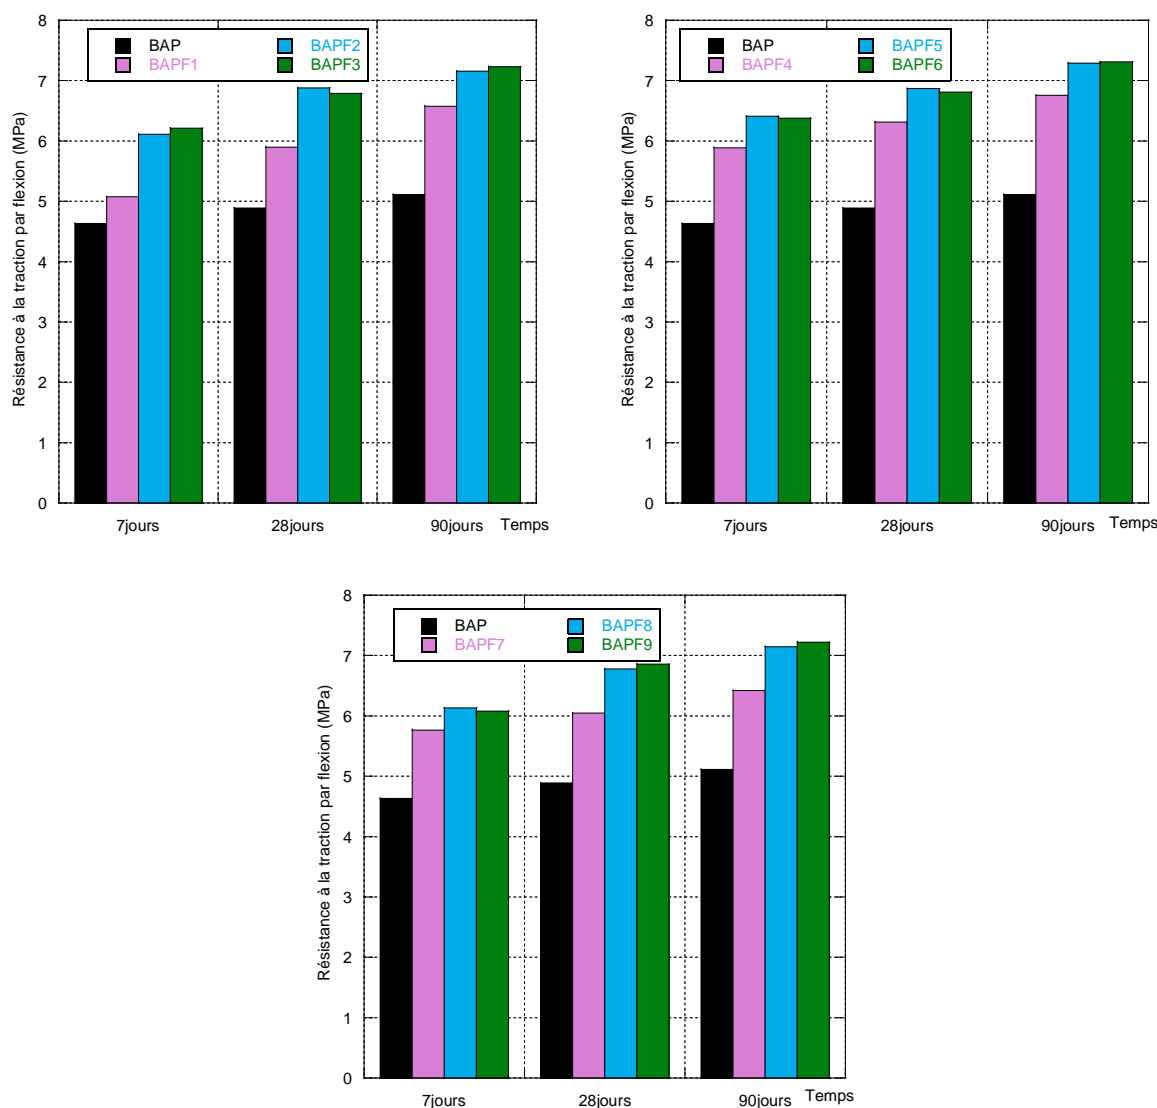 Résistance à la traction par flexion (MPa)
8
7
6
5
4
3
2
1
0
BAP BAPF2
BAPF1 BAPF3
7jours 28jours 90jours Temps
Résistance à la traction par flexion (MPa)
8
7
6
5
4
3
2
1
0
BAP BAPF5
BAPF4 BAPF6
7jours 28jours 90jours Temps
Résistance à la traction par flexion (MPa)
8
7
6
5
4
3
2
1
0
BAP BAPF8
BAPF7 BAPF9
7jours 28jours 90jours Temps